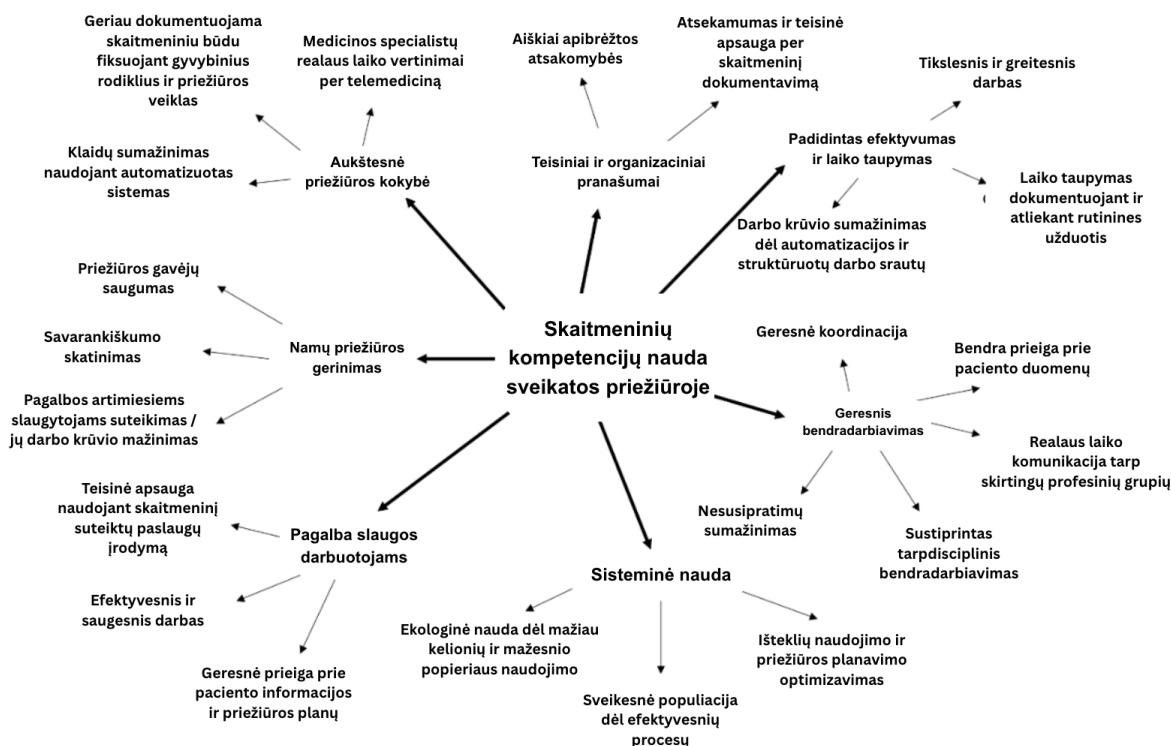 Geriau dokumentuojama
skaitmeniniu būdu
fiksuojant gyvybinius
rodiklius ir priežiūros
veiklas
Medicinos specialistų
realaus laiko vertinimai
per telemediciną
Klaidų sumažinimas
naudojant automatizuotas
sistemas
Aukštesnė
priežiūros kokybė
Aiškiai apibrėžtos
atsakomybės
Atsekamumas ir teisinė
apsauga per
skaitmeninį
dokumentavimą
Teisiniai ir organizaciniai
pranašumai
Tikslesnis ir greitesnis
darbas
Padidintas efektyvumas
ir laiko taupymas
Laiko taupymas
dokumentuojant ir
atliekant rutinines
užduotis
Darbo krūvio sumažinimas
dėl automatizacijos ir
struktūruotų darbo srautų
Priežiūros gavėjų
saugumas
Savarankiškumo
skatinimas
Pagalbos artimiesiems
slaugytojams suteikimas /
jų darbo krūvio mažinimas
Namų priežiūros
gerinimas
Skaitmeninių
kompetencijų nauda
sveikatos priežiūroje
Geresnė koordinacija
Bendra prieiga prie
paciento duomenų
Geresnis
bendradarbiavimas
Realaus laiko
komunikacija tarp
skirtingų profesinių grupių
Nesusipratimų
sumažinimas
Sustiprintas
tarpdisciplinis
bendradarbiavimas
Teisinė apsauga
naudojant skaitmeninį
suteiktų paslaugų
įrodymą
Pagalba slaugos
darbuotojams
Efektyvesnis ir
saugesnis darbas
Geresnė prieiga prie
paciento informacijos
ir priežiūros planų
Sisteminė nauda
Ekologinė nauda dėl mažiau
kelionių ir mažesnio
popieriaus naudojimo
Sveikesnė populiacija
dėl efektyvesnių
procesų
Išteklių naudojimo ir
priežiūros planavimo
optimizavimas